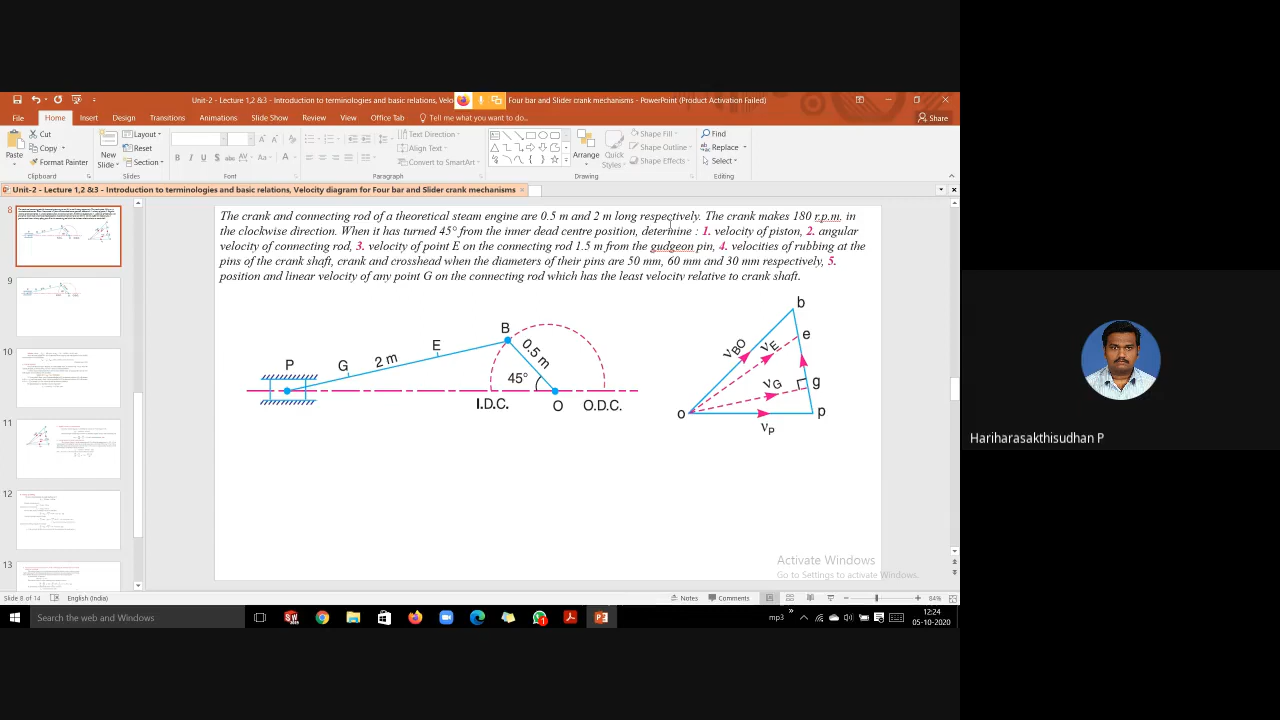 Unit-2 - Lecture 1,2 &3 - Introduction to terminologies and basic relations, Velo
Four bar and Slider crank mechanisms - PowerPoint (Product Activation Failed)
File Home Insert Design Transitions Animations Slide Show Review View Office Tab Tell me what you want to do... Share
Paste
Cut
Copy
Format Painter
Clipboard
New Slide
Layout
Reset
Section
Slides
Font
Text Direction
Align Text
Convert to SmartArt
Paragraph
Arrange
Quick Styles
Shape Fill
Shape Outline
Shape Effects
Drawing
Find
Replace
Select
Editing
Unit-2 - Lecture 1,2 &3 - Introduction to terminologies and basic relations, Velocity diagram for Four bar and Slider crank mechanisms
8
9
10
11
12
13
The crank and connecting rod of a theoretical steam engine are 0.5 m and 2 m long respectively. The crank makes 180 r.p.m. in
the clockwise direction. When it has turned 45° from the inner dead centre position, determine : 1. velocity of piston, 2. angular
velocity of connecting rod, 3. velocity of point E on the connecting rod 1.5 m from the gudgeon pin, 4. velocities of rubbing at the
pins of the crank shaft, crank and crosshead when the diameters of their pins are 50 mm, 60 mm and 30 mm respectively, 5.
position and linear velocity of any point G on the connecting rod which has the least velocity relative to crank shaft.
P
G
2 m
E
B
0.5 m
45°
I.D.C.
O
O.D.C.
b
e
g
p
o
vBO
vE
vG
vP
Activate Windows
Go to Settings to activate Windows.
Hariharasakthisudhan P
Slide 8 of 14 English (India) Notes Comments 84%
Search the web and Windows
mp3
12:24
05-10-2020